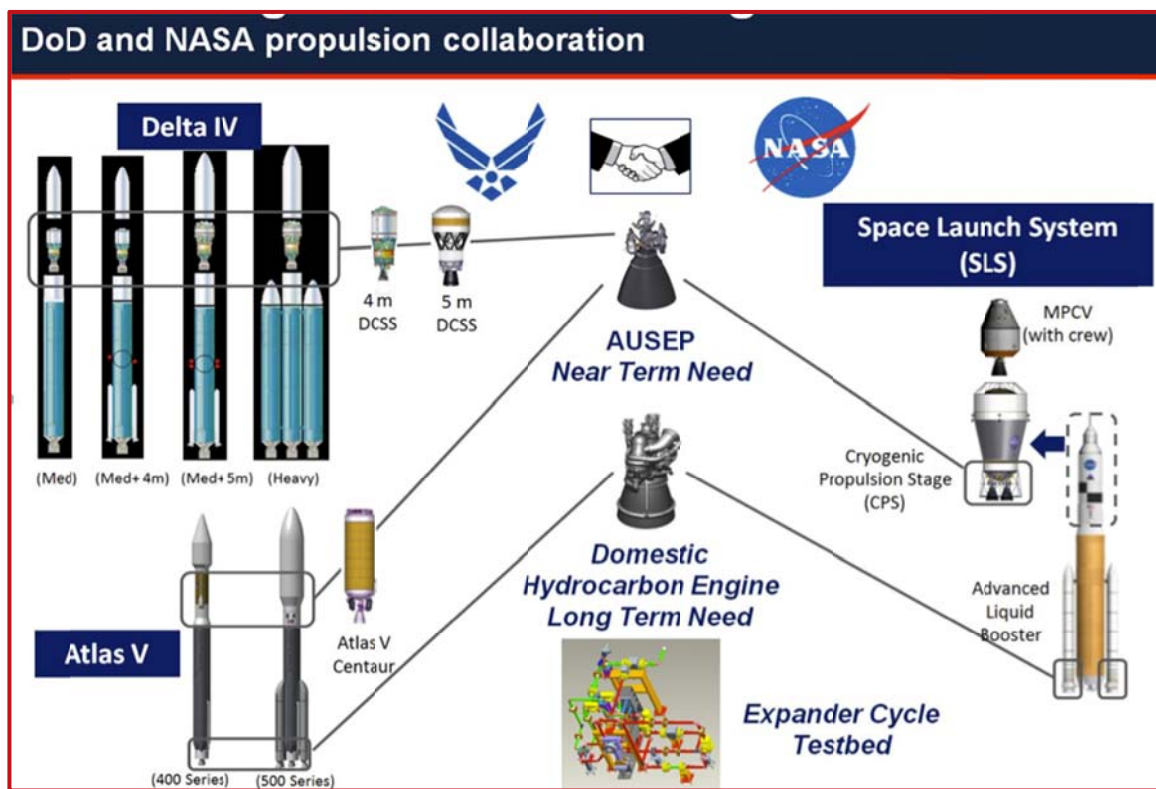 DoD and NASA propulsion collaboration
Delta IV
NASA
Space Launch System
(SLS)
4 m
DCSS
5 m
DCSS
AUSEP
Near Term Need
MPCV
(with crew)
(Med)
(Med+ 4m)
(Med+ 5m)
(Heavy)
Cryogenic
Propulsion Stage
(CPS)
Domestic
Hydrocarbon Engine
Long Term Need
Advanced
Liquid
Booster
Atlas V
Atlas V
Centaur
Expander Cycle
Testbed
(400 Series)
(500 Series)